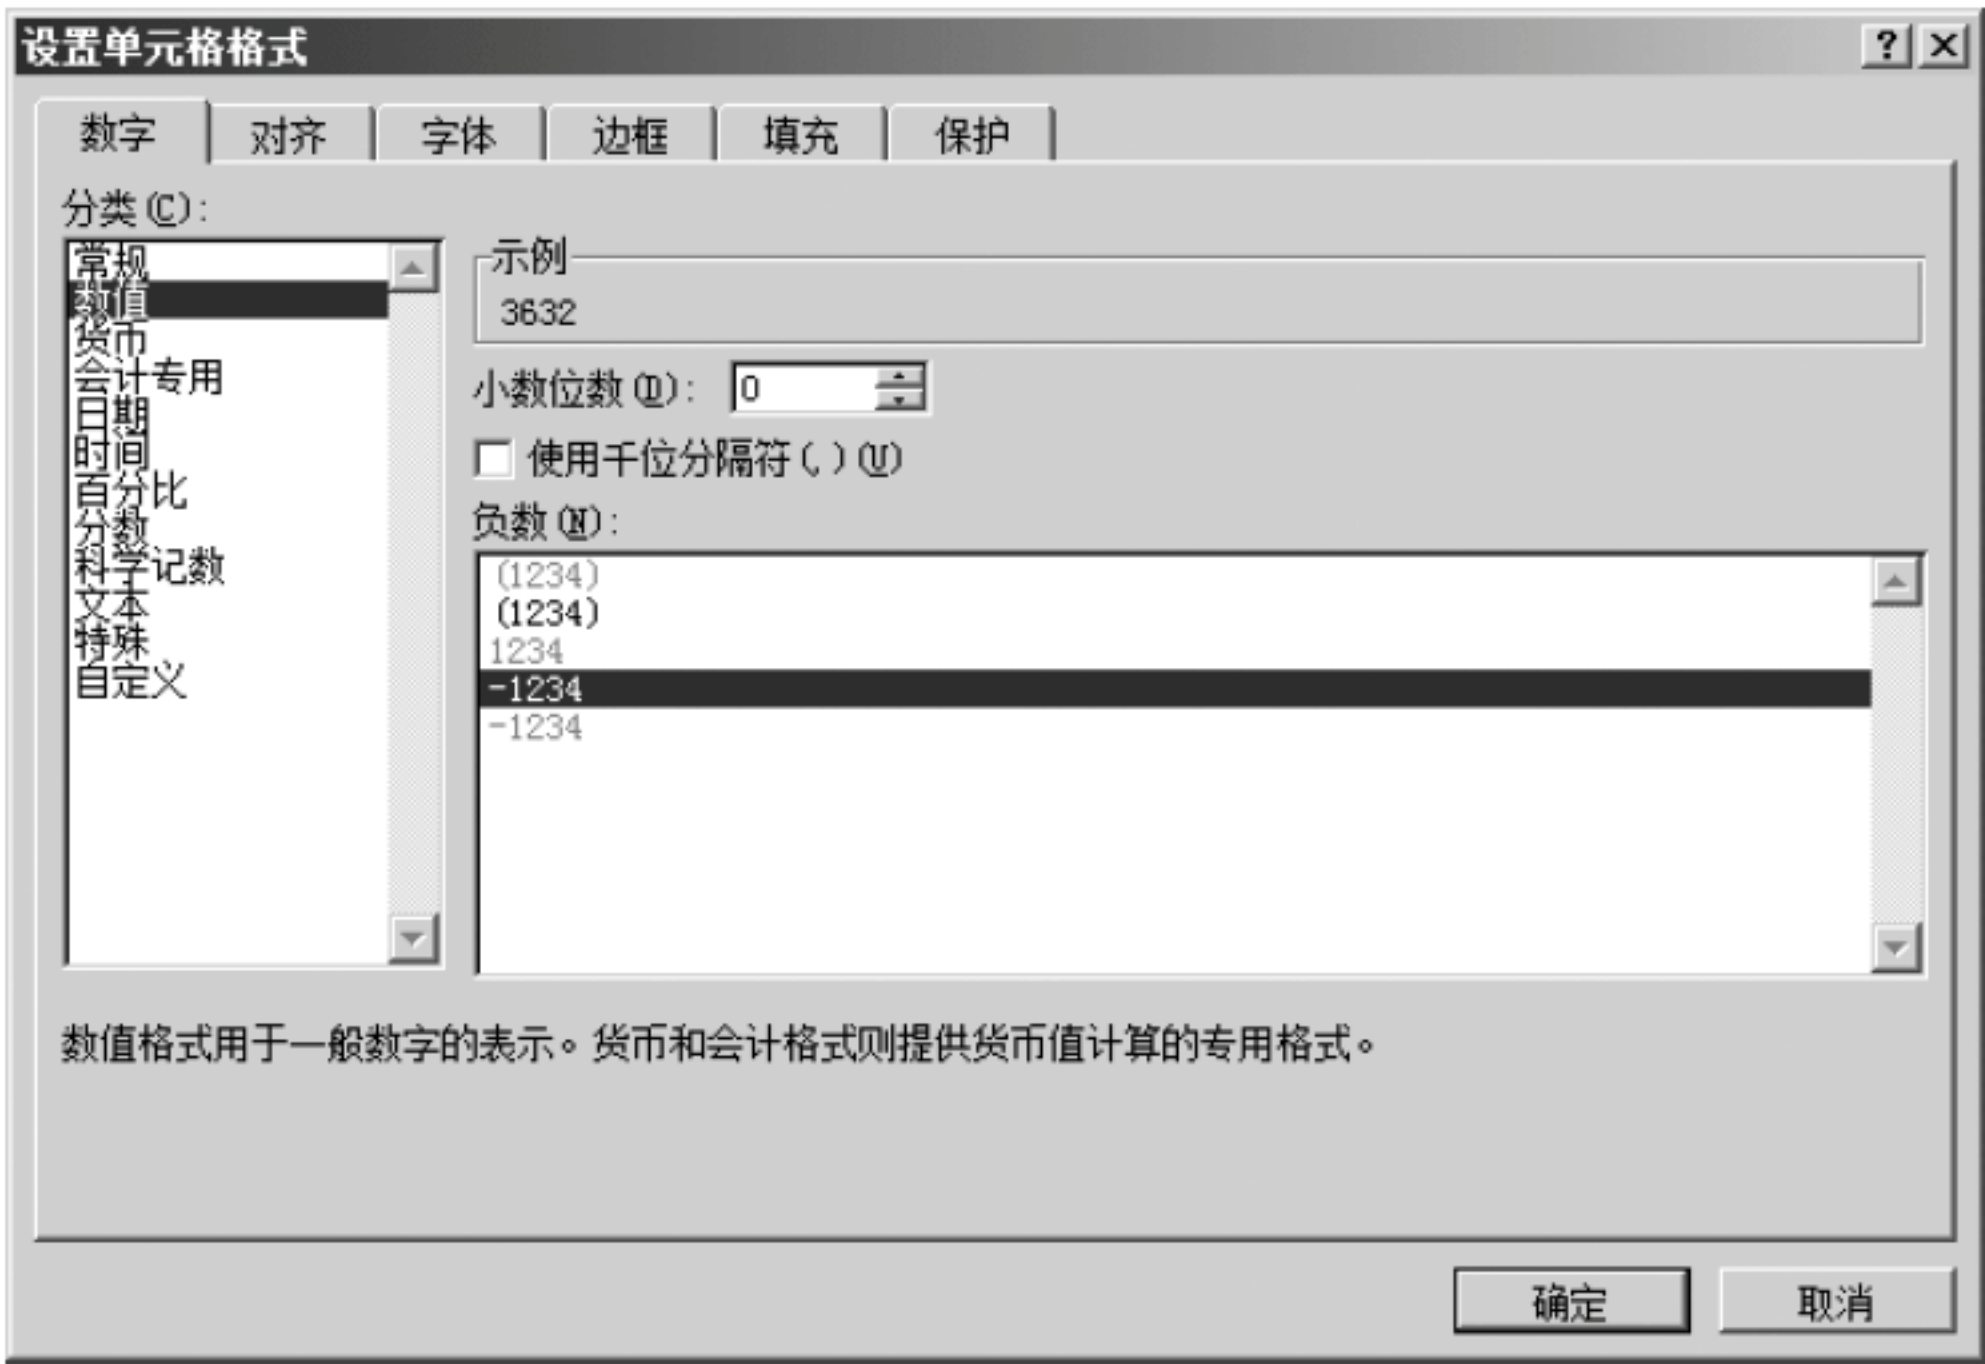 设置单元格格式
数字 对齐 字体 边框 填充 保护
分类(C):
常规
数值
货币
会计专用
日期
时间
百分比
分数
科学记数
文本
特殊
自定义
示例
3632
小数位数(D): 0
使用千位分隔符(,)(U)
负数(N):
(1234)
(1234)
1234
-1234
-1234
数值格式用于一般数字的表示。货币和会计格式则提供货币值计算的专用格式。
确定 取消